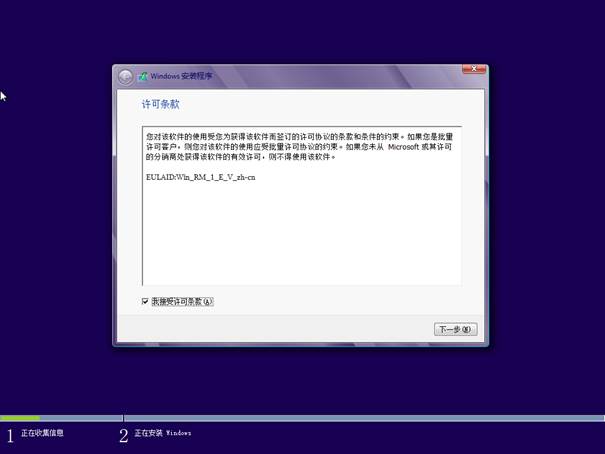 Windows 安装程序
许可条款
您对该软件的使用受您为获得该软件而签订的许可协议的条款和条件的约束。如果您是批量
许可客户，则您对该软件的使用应受批量许可协议的约束。如果您未从 Microsoft 或其许可
的分销商处获得该软件的有效许可，则不得使用该软件。
EULAID:Win_RM_1_E_V_zh-cn
我接受许可条款(A)
下一步(N)
1 正在收集信息
2 正在安装 Windows